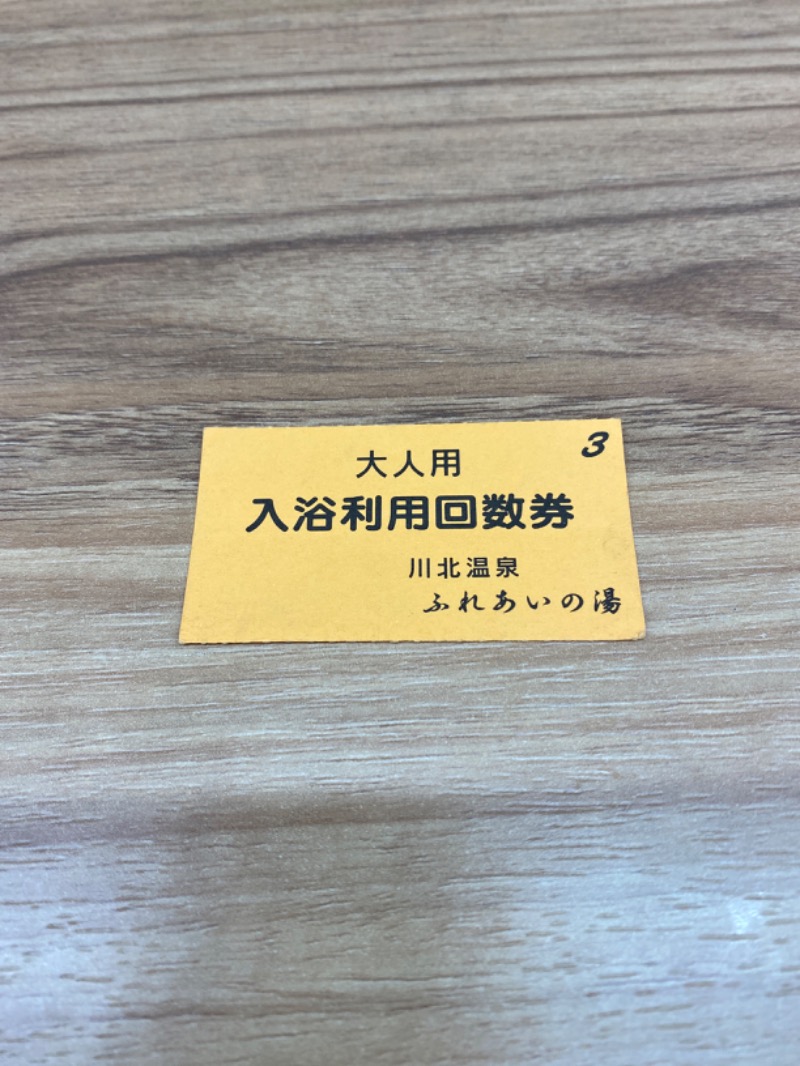 3
大人用
入浴利用回数券
川北温泉
ふれあいの湯